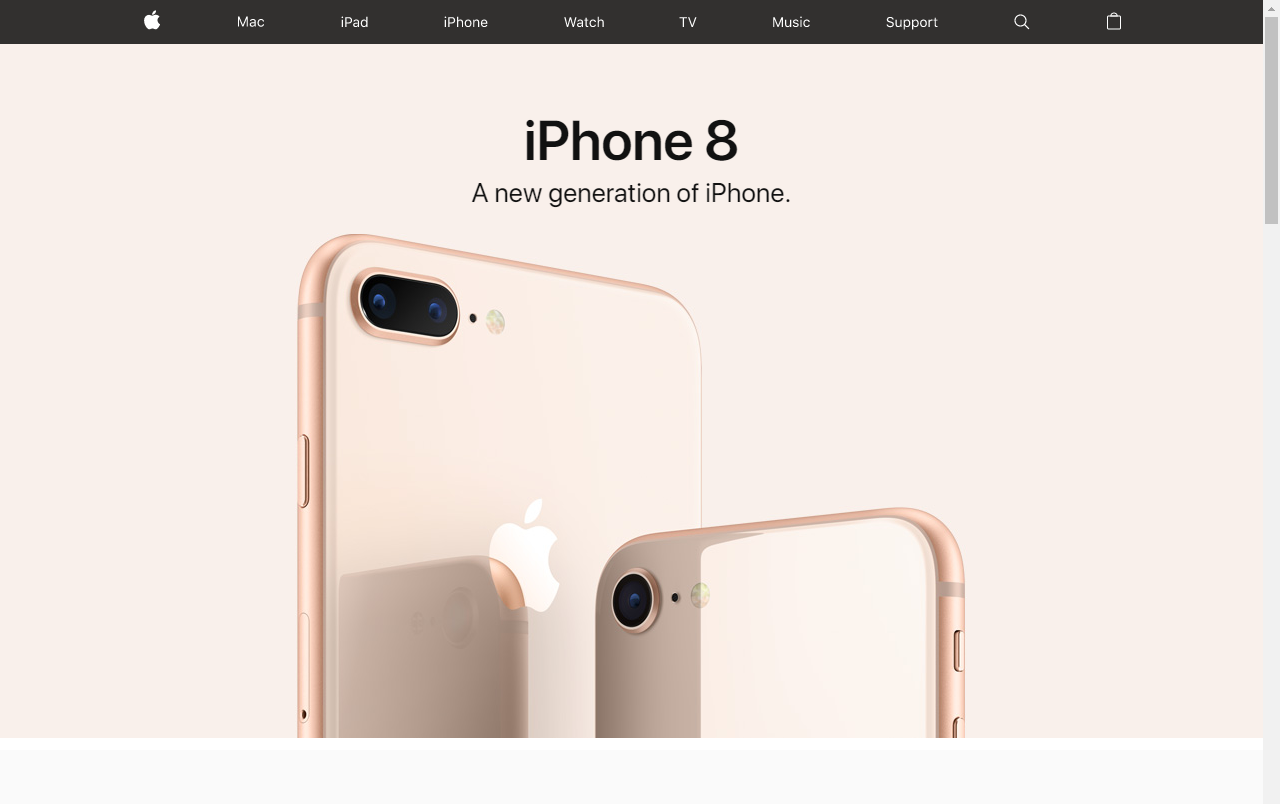 Mac
iPad
iPhone
Watch
TV
Music
Support
iPhone 8
A new generation of iPhone.